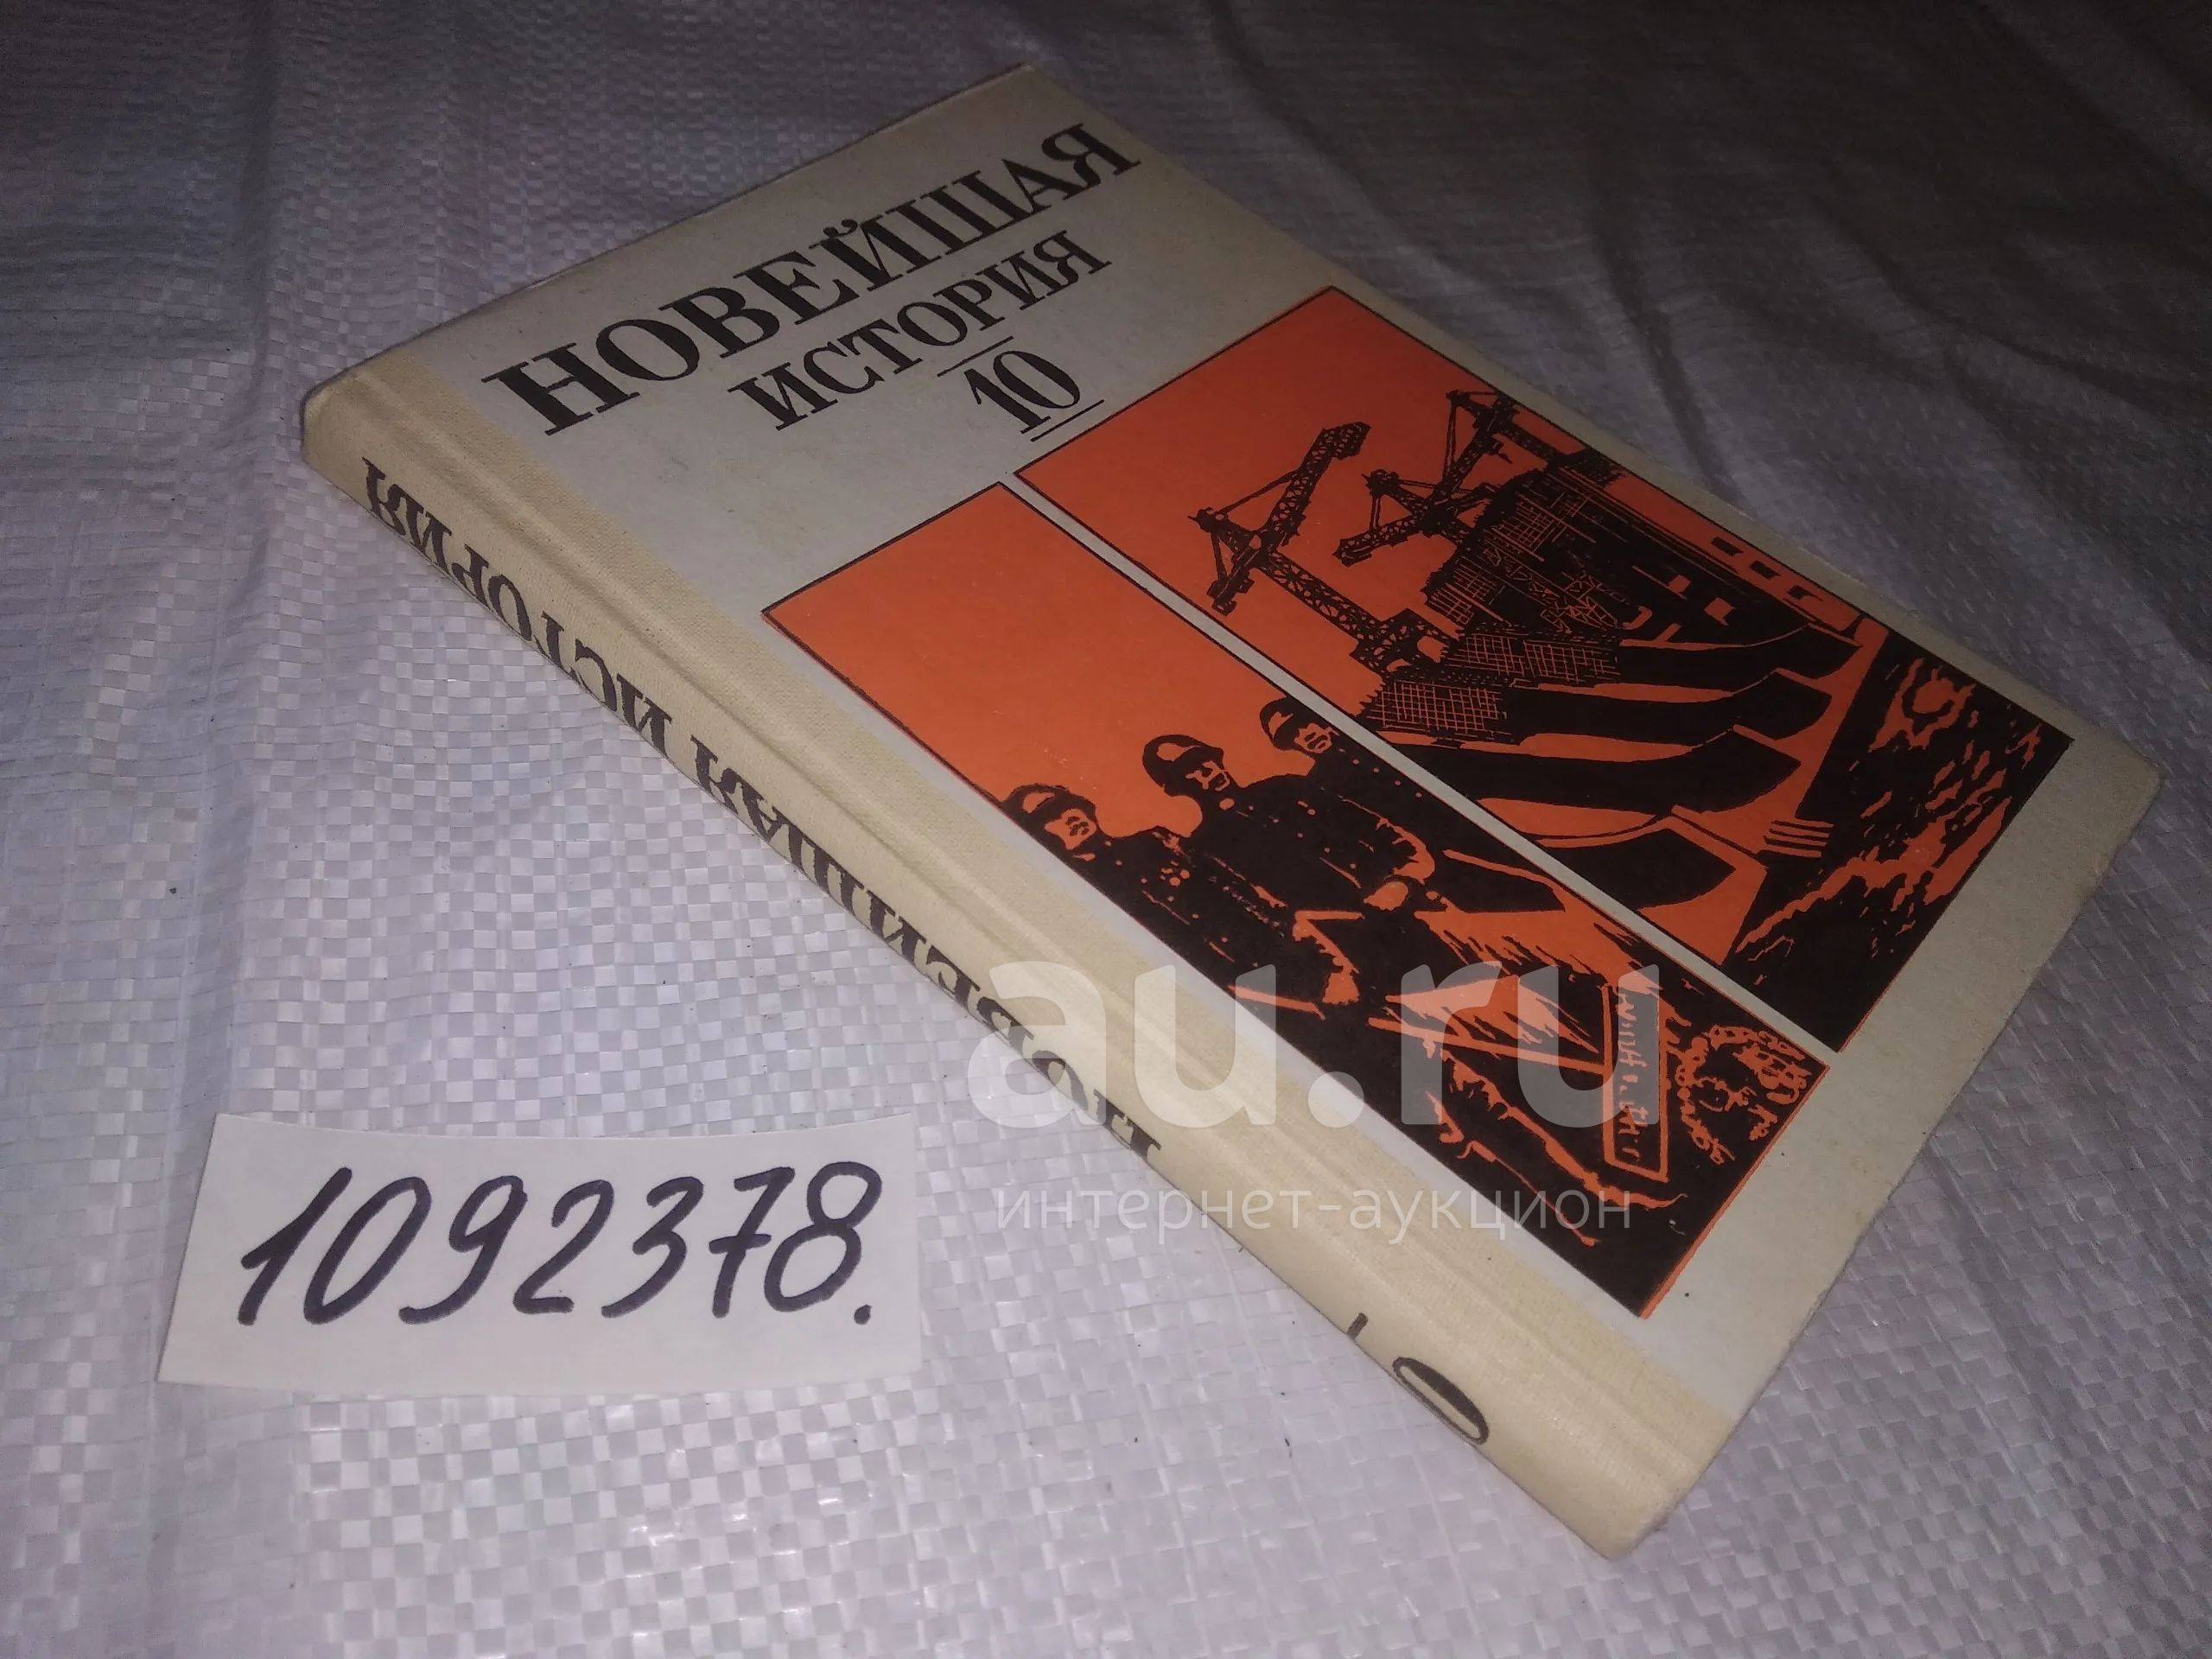 НОВЕЙШАЯ
ИСТОРИЯ
10
НОВЕЙШАЯ ИСТОРИЯ
10
1092378.
au.ru
интернет-аукцион